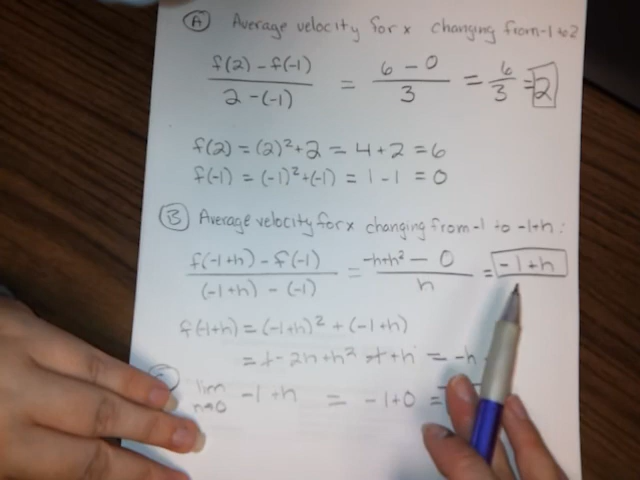 Ⓐ Average velocity for x changing from -1 to 2
f(2) - f(-1) / 2 - (-1) = 6 - 0 / 3 = 6/3 = 2
f(2) = (2)² + 2 = 4 + 2 = 6
f(-1) = (-1)² + (-1) = 1 - 1 = 0
Ⓑ Average velocity for x changing from -1 to -1+h:
f(-1+h) - f(-1) / (-1+h) - (-1) = -h+h² - 0 / h = -1+h
f(-1+h) = (-1+h)² + (-1+h)
= 1 - 2h + h² - 1 + h = -h
lim h→0 -1+h = -1+0 =